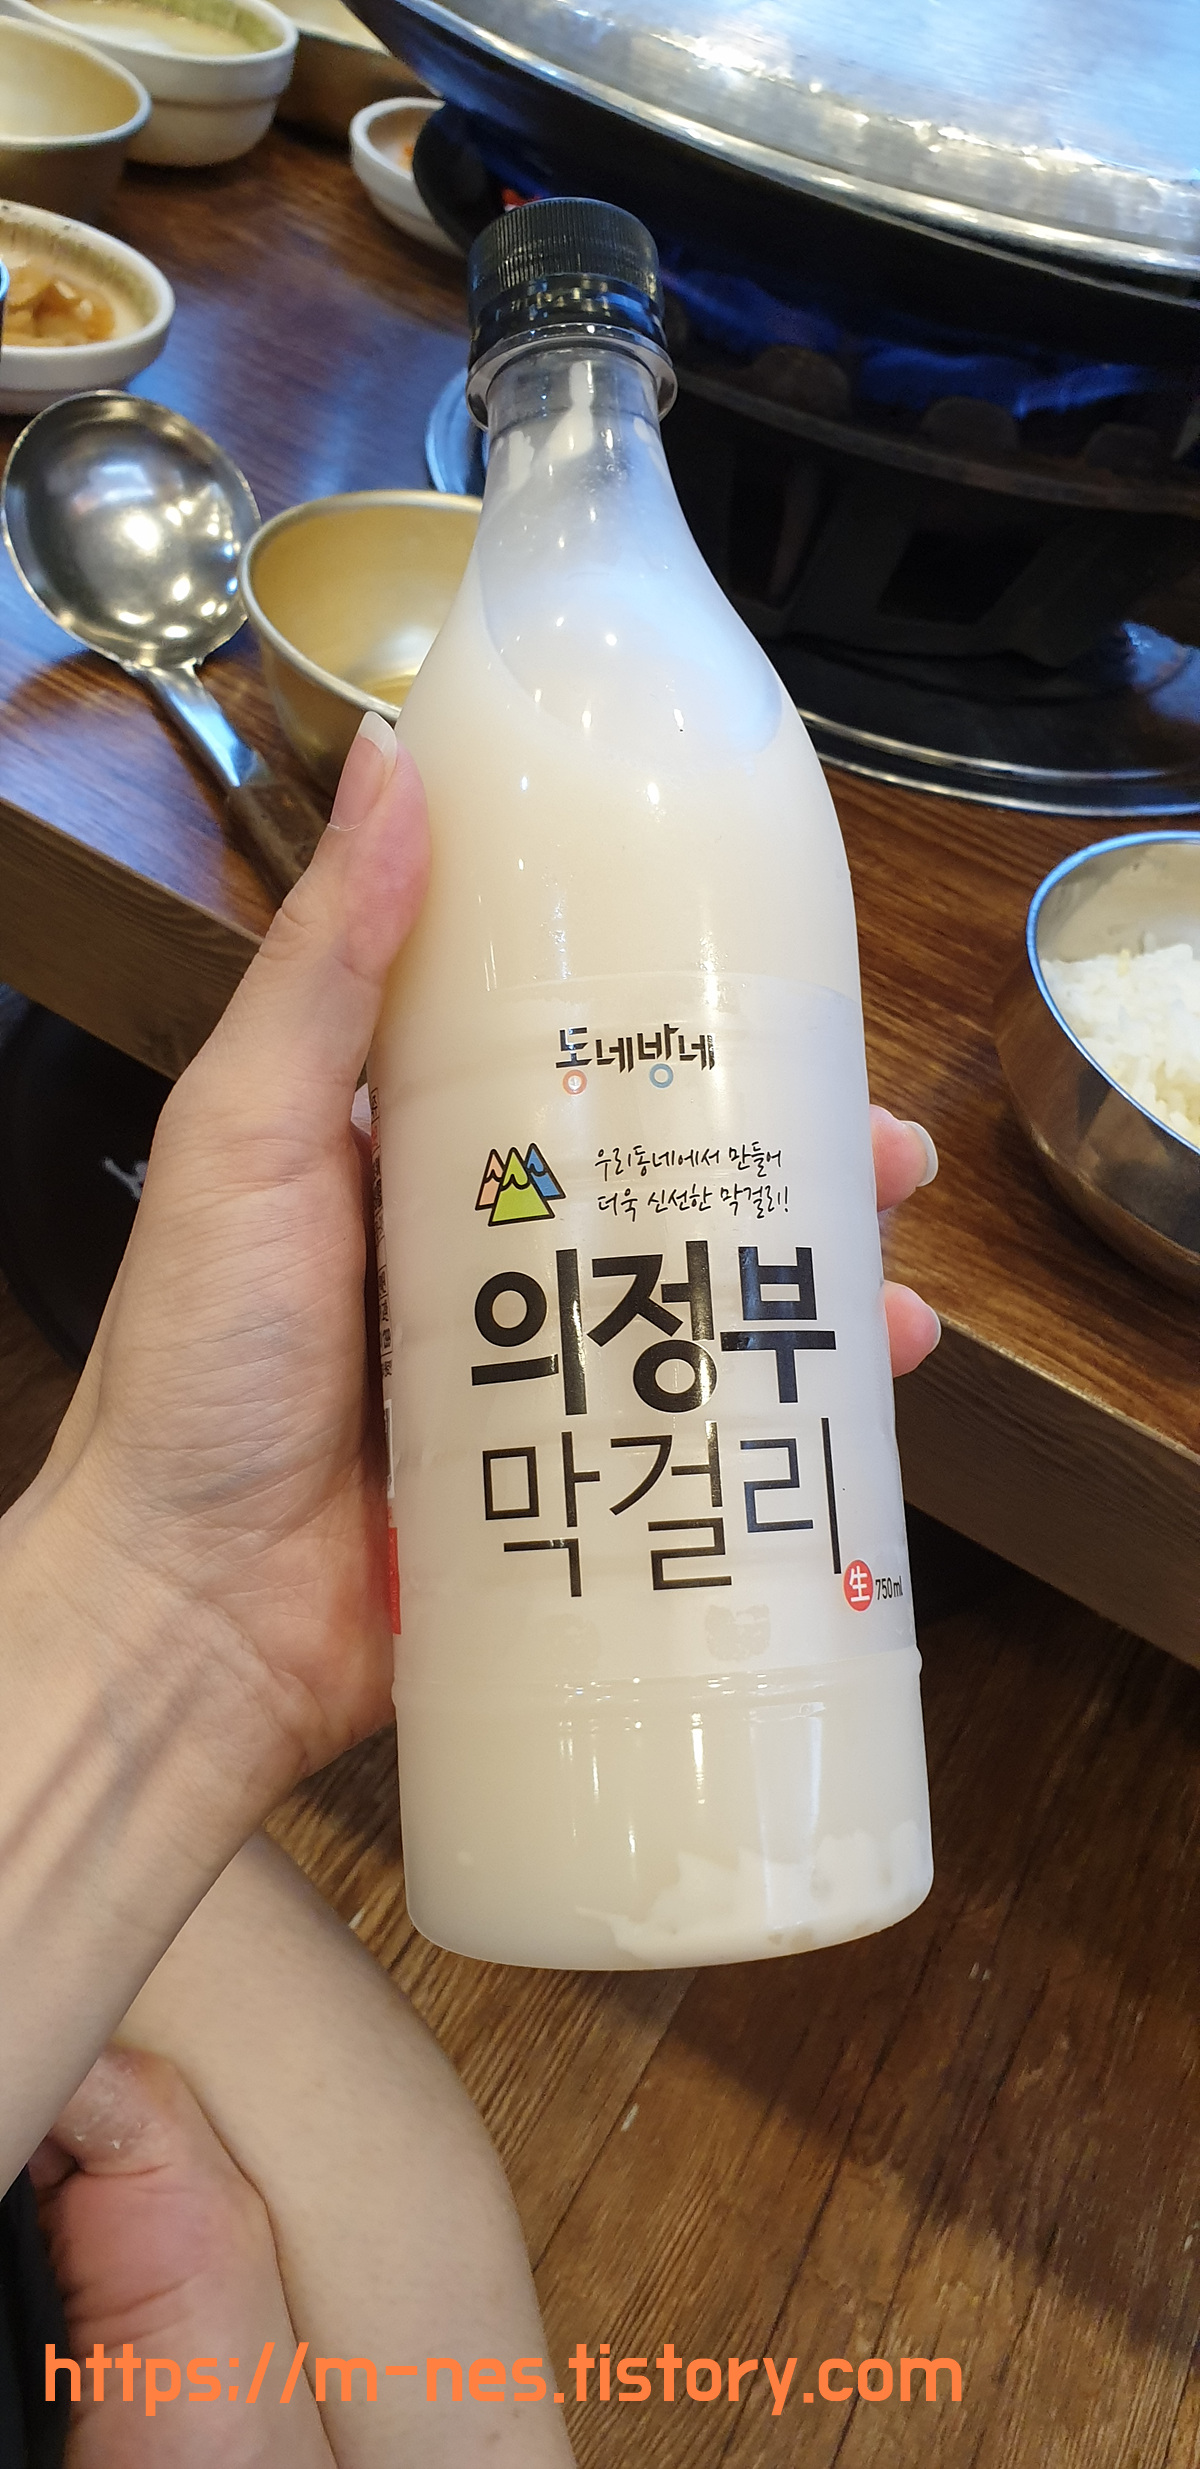 동네방네
우리동네에서 만들어
더욱 신선한 막걸리!
의정부
막걸리
生 750ml
https://m-nes.tistory.com